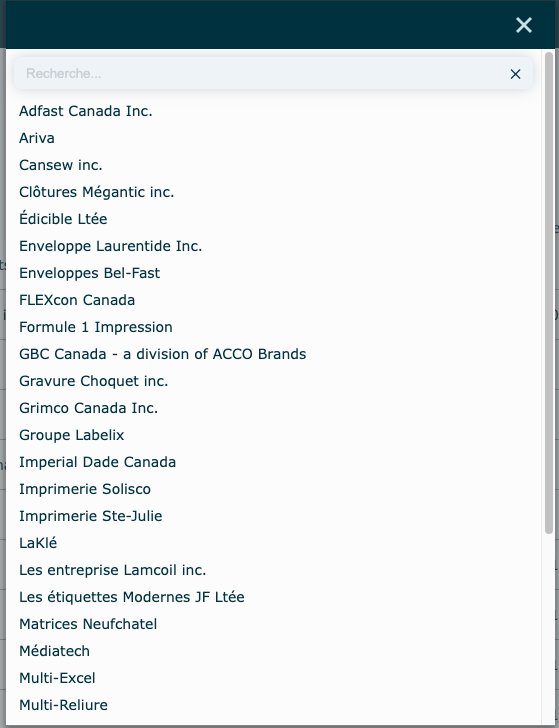 Recherche...
Adfast Canada Inc.
Ariva
Cansew inc.
Clôtures Mégantic inc.
Édicible Ltée
Enveloppe Laurentide Inc.
Enveloppes Bel-Fast
FLEXcon Canada
Formule 1 Impression
GBC Canada - a division of ACCO Brands
Gravure Choquet inc.
Grimco Canada Inc.
Groupe Labelix
Imperial Dade Canada
Imprimerie Solisco
Imprimerie Ste-Julie
LaKlé
Les entreprise Lamcoil inc.
Les étiquettes Modernes JF Ltée
Matrices Neufchatel
Médiatech
Multi-Excel
Multi-Reliure